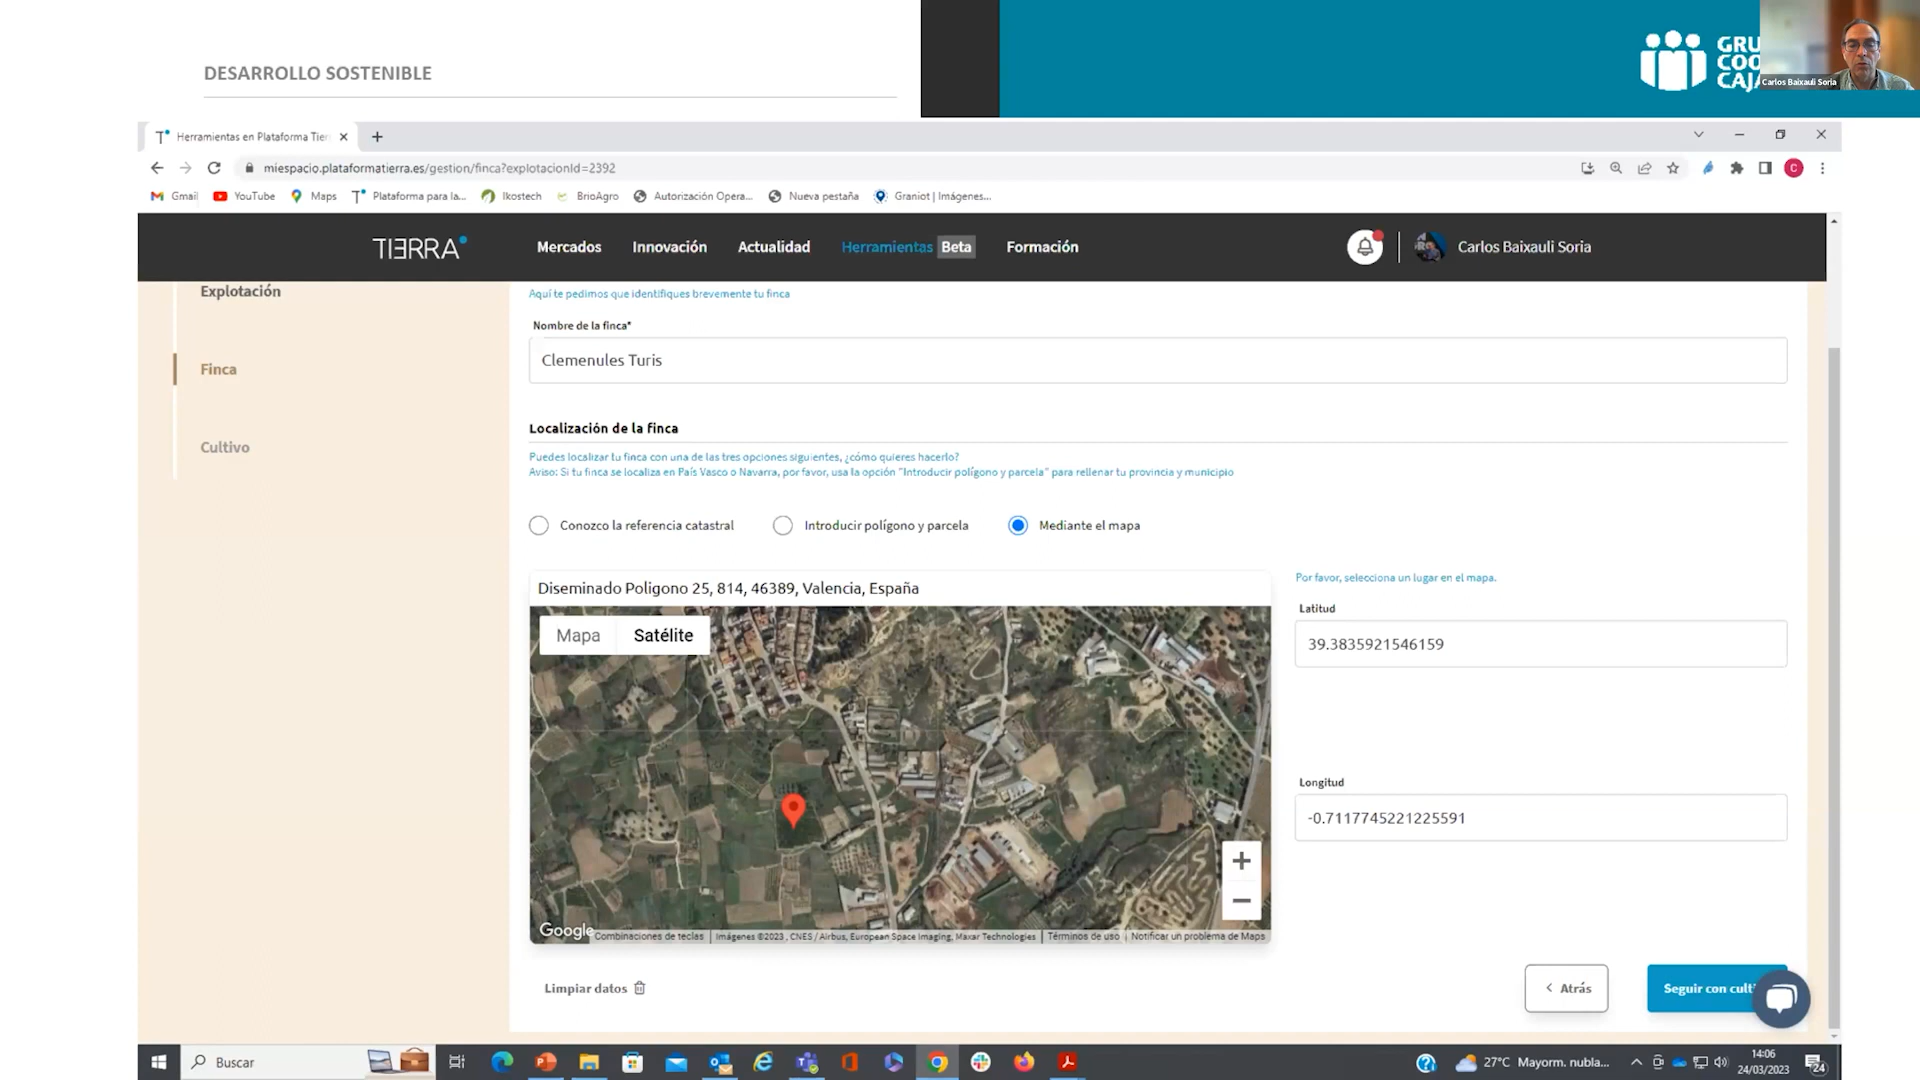 DESARROLLO SOSTENIBLE
GRU
COO
CAJ
Carlos Baixauli Soria
Herramientas en Plataforma Tier
miespacio.plataformatierra.es/gestion/finca?explotacionId=2392
C
Gmail YouTube Maps Plataforma para la... Ikostech BrioAgro Autorización Opera... Nueva pestaña Graniot | Imágenes...
TIERRA Mercados Innovación Actualidad Herramientas Beta Formación Carlos Baixauli Soria
Explotación
Finca
Cultivo
Aquí te pedimos que identifiques brevemente tu finca
Nombre de la finca*
Clemenules Turis
Localización de la finca
Puedes localizar tu finca con una de las tres opciones siguientes, ¿cómo quieres hacerlo?
Aviso: Si tu finca se localiza en País Vasco o Navarra, por favor, usa la opción "Introducir polígono y parcela" para rellenar tu provincia y municipio
Conozco la referencia catastral Introducir polígono y parcela Mediante el mapa
Diseminado Poligono 25, 814, 46389, Valencia, España
Mapa Satélite
Google
Combinaciones de teclas Imágenes ©2023 , CNES / Airbus, European Space Imaging, Maxar Technologies Términos de uso Notificar un problema de Maps
Por favor, selecciona un lugar en el mapa.
Latitud
39.3835921546159
Longitud
-0.7117745221225591
Limpiar datos
Atrás
Seguir con culti
Buscar
27°C Mayorm. nubla...
14:06
24/03/2023
24